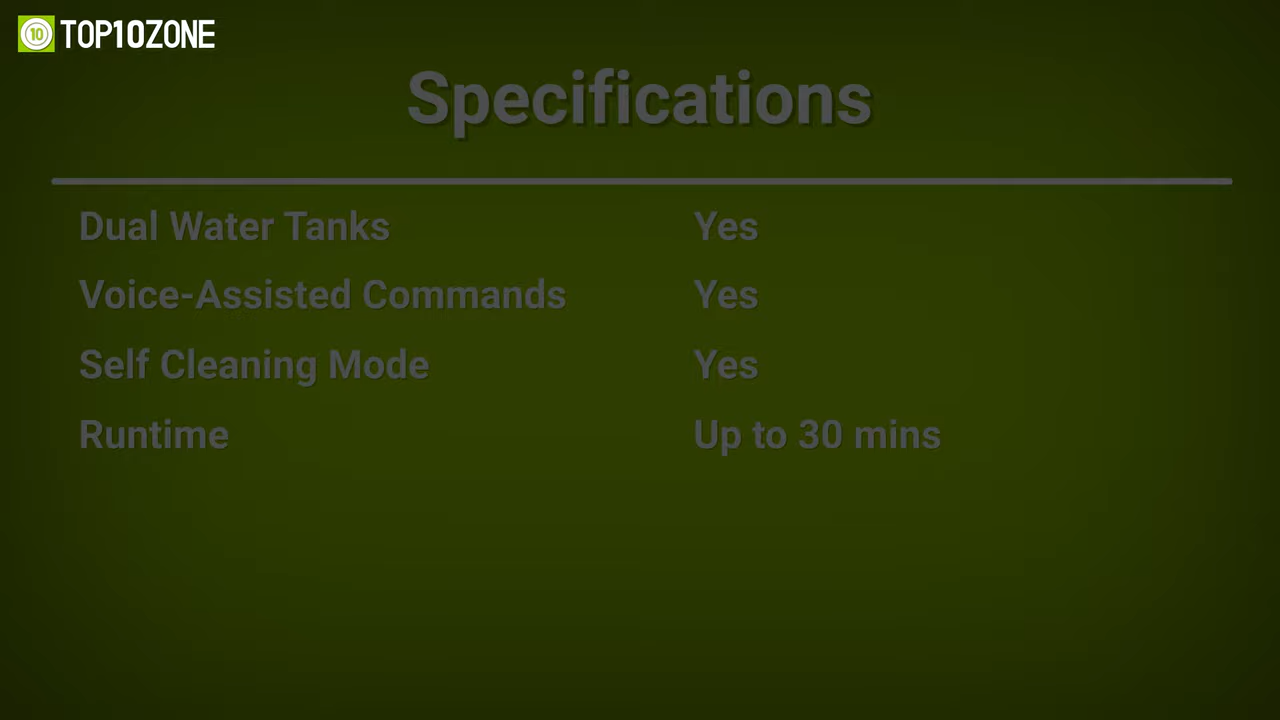 10 TOP10ZONE
Specifications
Dual Water Tanks Yes
Voice-Assisted Commands Yes
Self Cleaning Mode Yes
Runtime Up to 30 mins